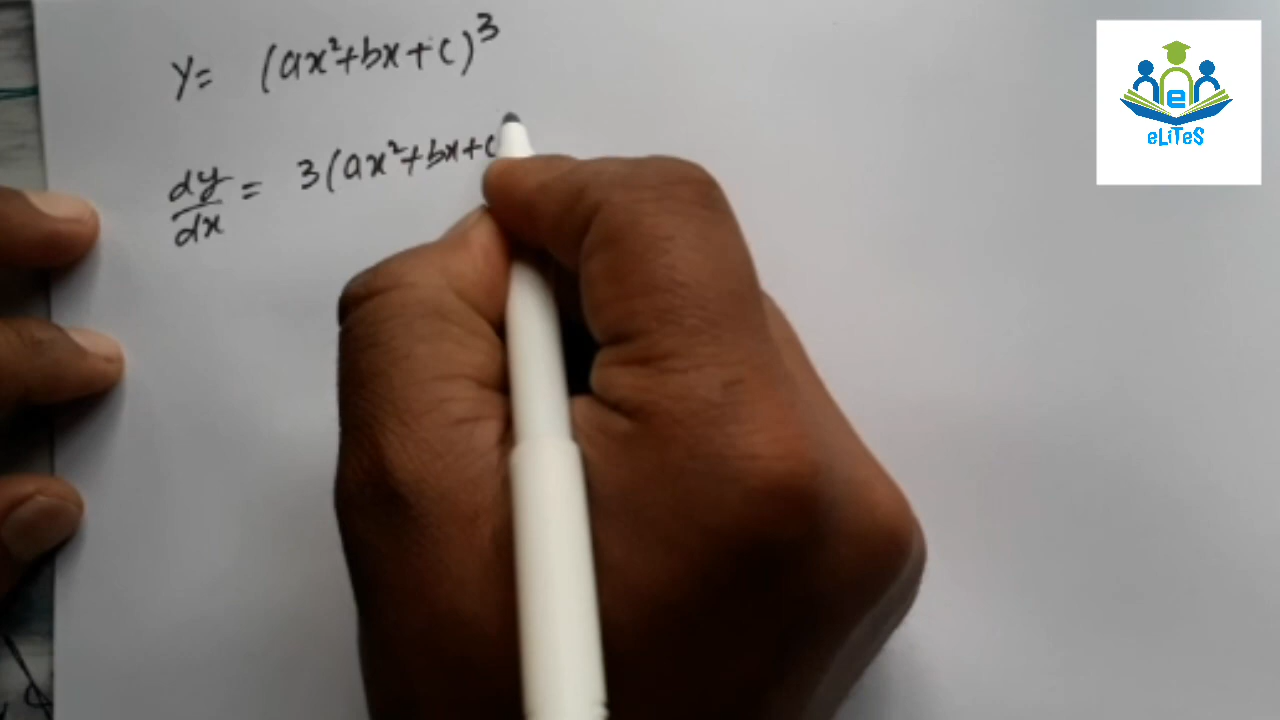 y = (ax²+bx+c)³
dy/dx = 3(ax²+bx+c
e
eLiTeS